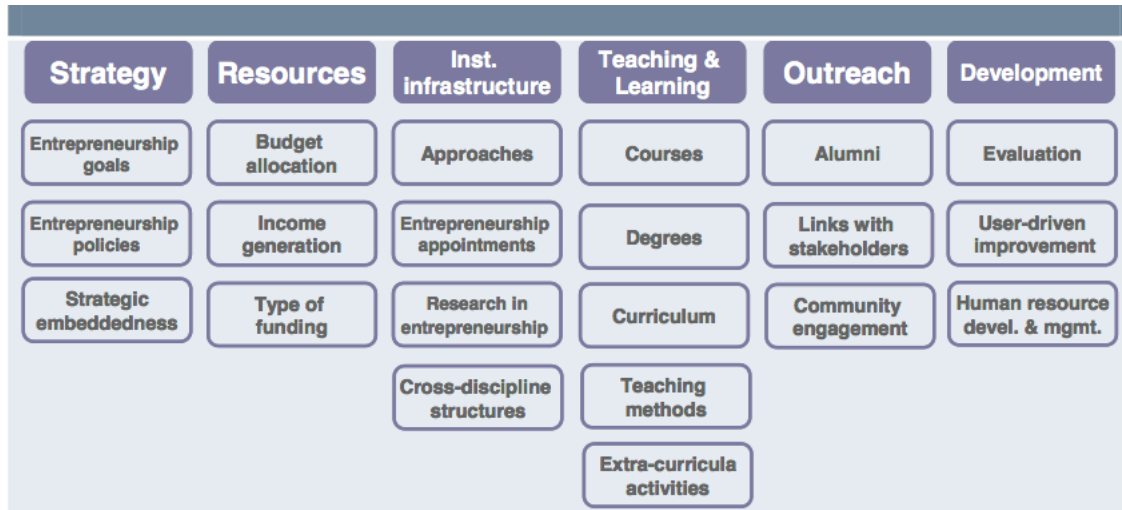 Strategy
Resources
Inst.
infrastructure
Teaching &
Learning
Outreach
Development
Entrepreneurship
goals
Budget
allocation
Approaches
Courses
Alumni
Evaluation
Entrepreneurship
policies
Income
generation
Entrepreneurship
appointments
Degrees
Links with
stakeholders
User-driven
improvement
Strategic
embeddedness
Type of
funding
Research in
entrepreneurship
Curriculum
Community
engagement
Human resource
devel. & mgmt.
Cross-discipline
structures
Teaching
methods
Extra-curricula
activities